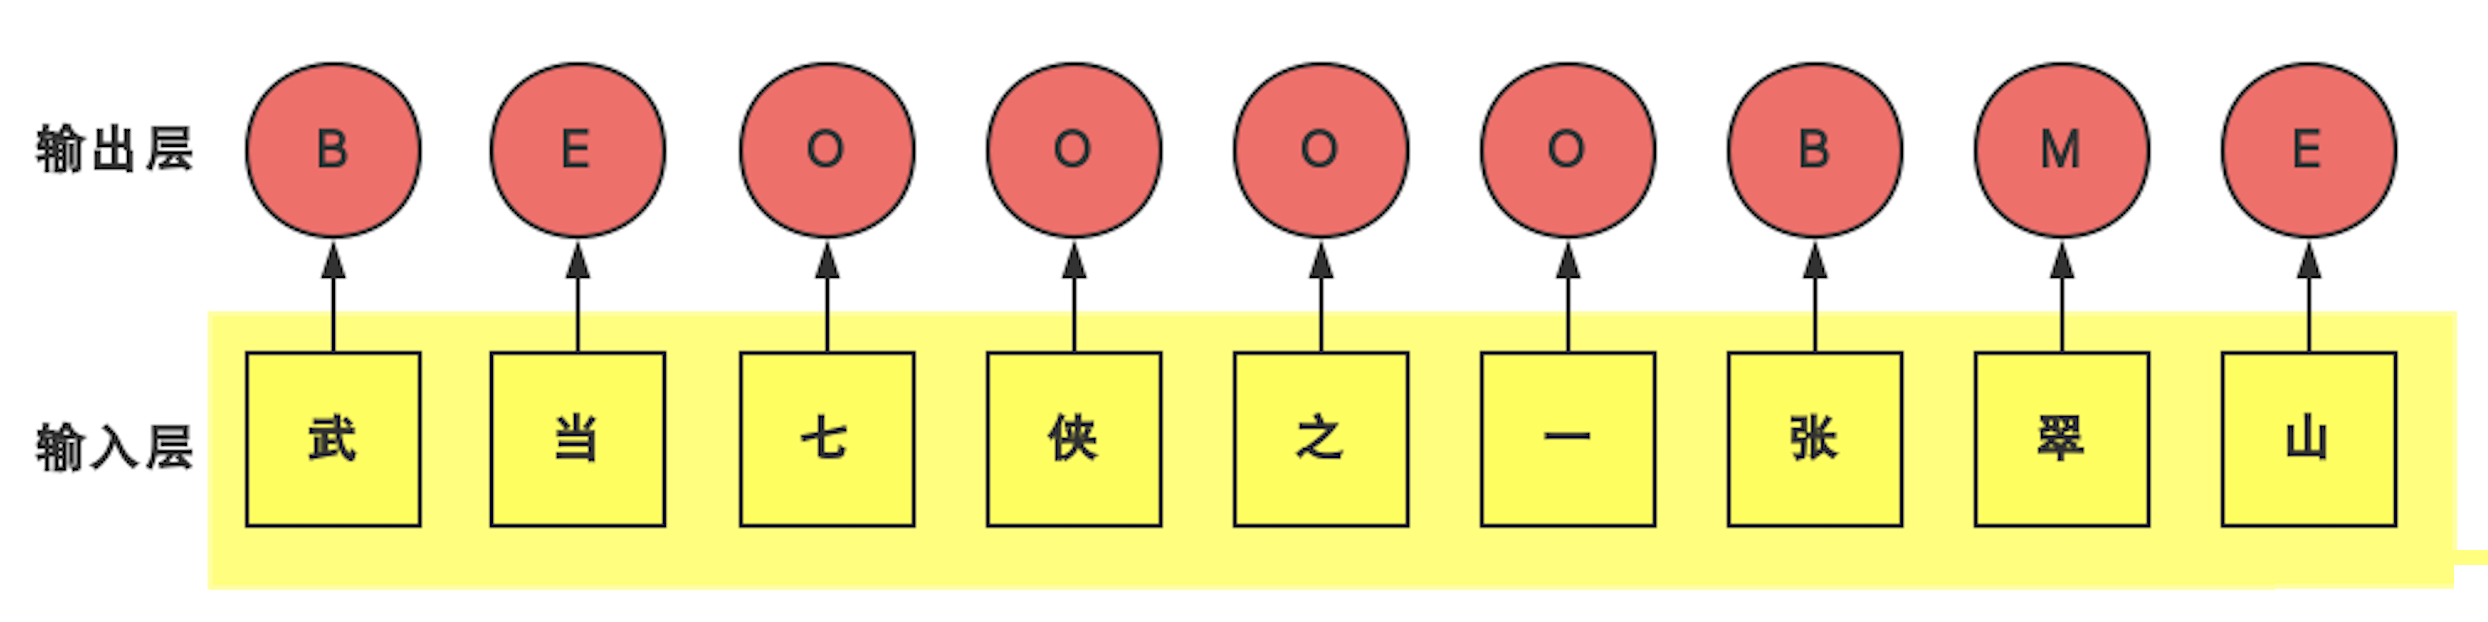 输出层 B E O O O O B M E
输入层 武 当 七 侠 之 一 张 翠 山